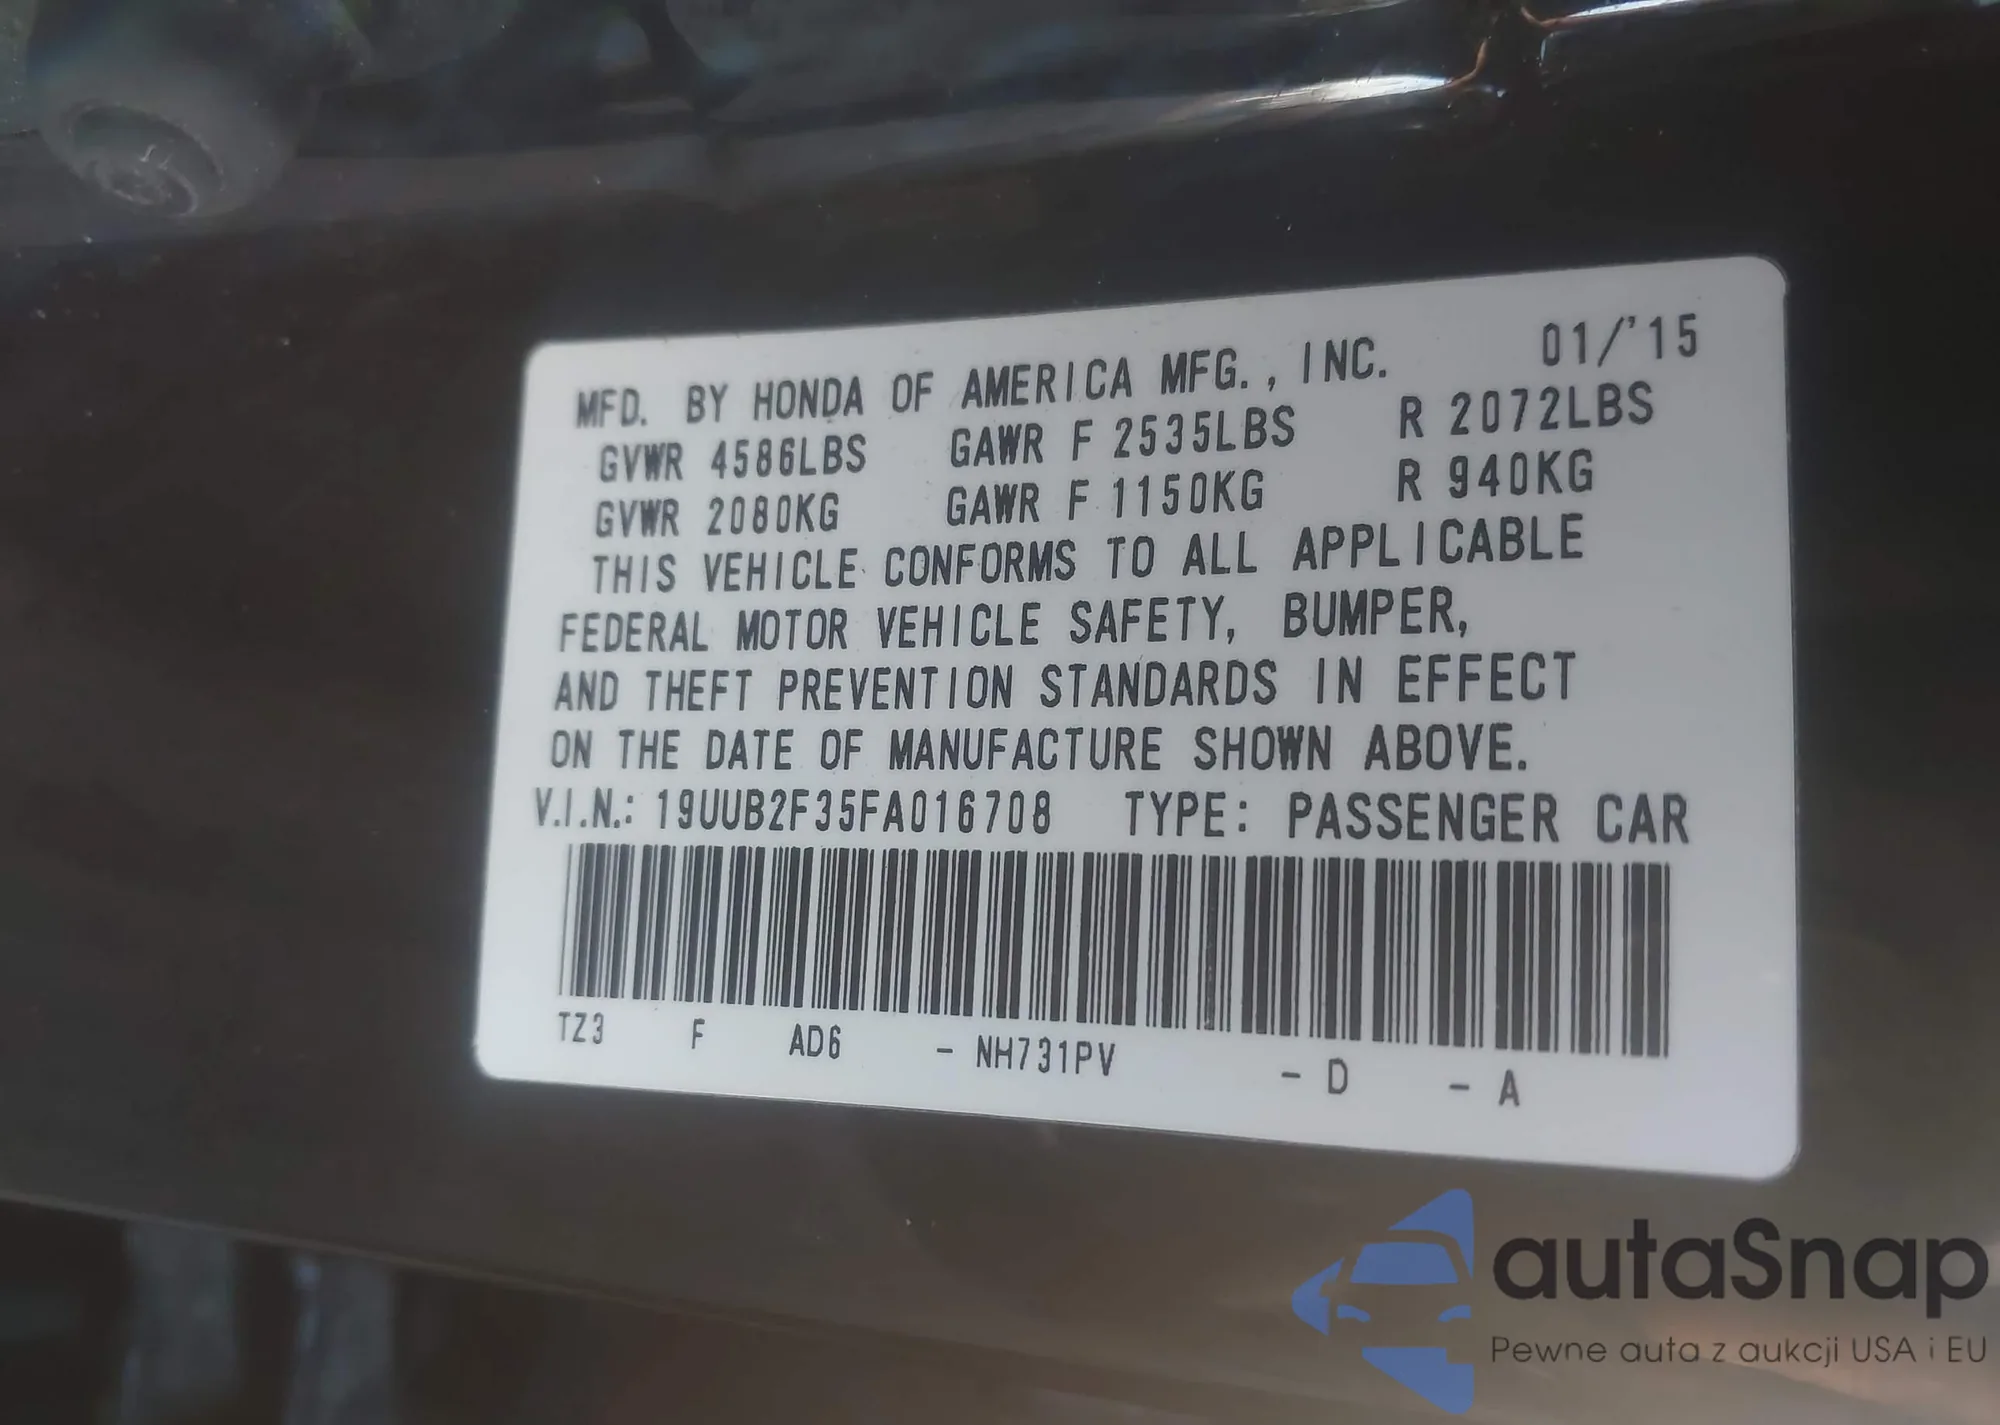 MFD. BY HONDA OF AMERICA MFG., INC. 01/'15
GVWR 4586LBS GAWR F 2535LBS R 2072LBS
GVWR 2080KG GAWR F 1150KG R 940KG
THIS VEHICLE CONFORMS TO ALL APPLICABLE
FEDERAL MOTOR VEHICLE SAFETY, BUMPER,
AND THEFT PREVENTION STANDARDS IN EFFECT
ON THE DATE OF MANUFACTURE SHOWN ABOVE.
V.I.N.: 19UUB2F35FA016708 TYPE: PASSENGER CAR
TZ3 F AD6 - NH731PV - D - A
autaSnap
Pewne auta z aukcji USA i EU